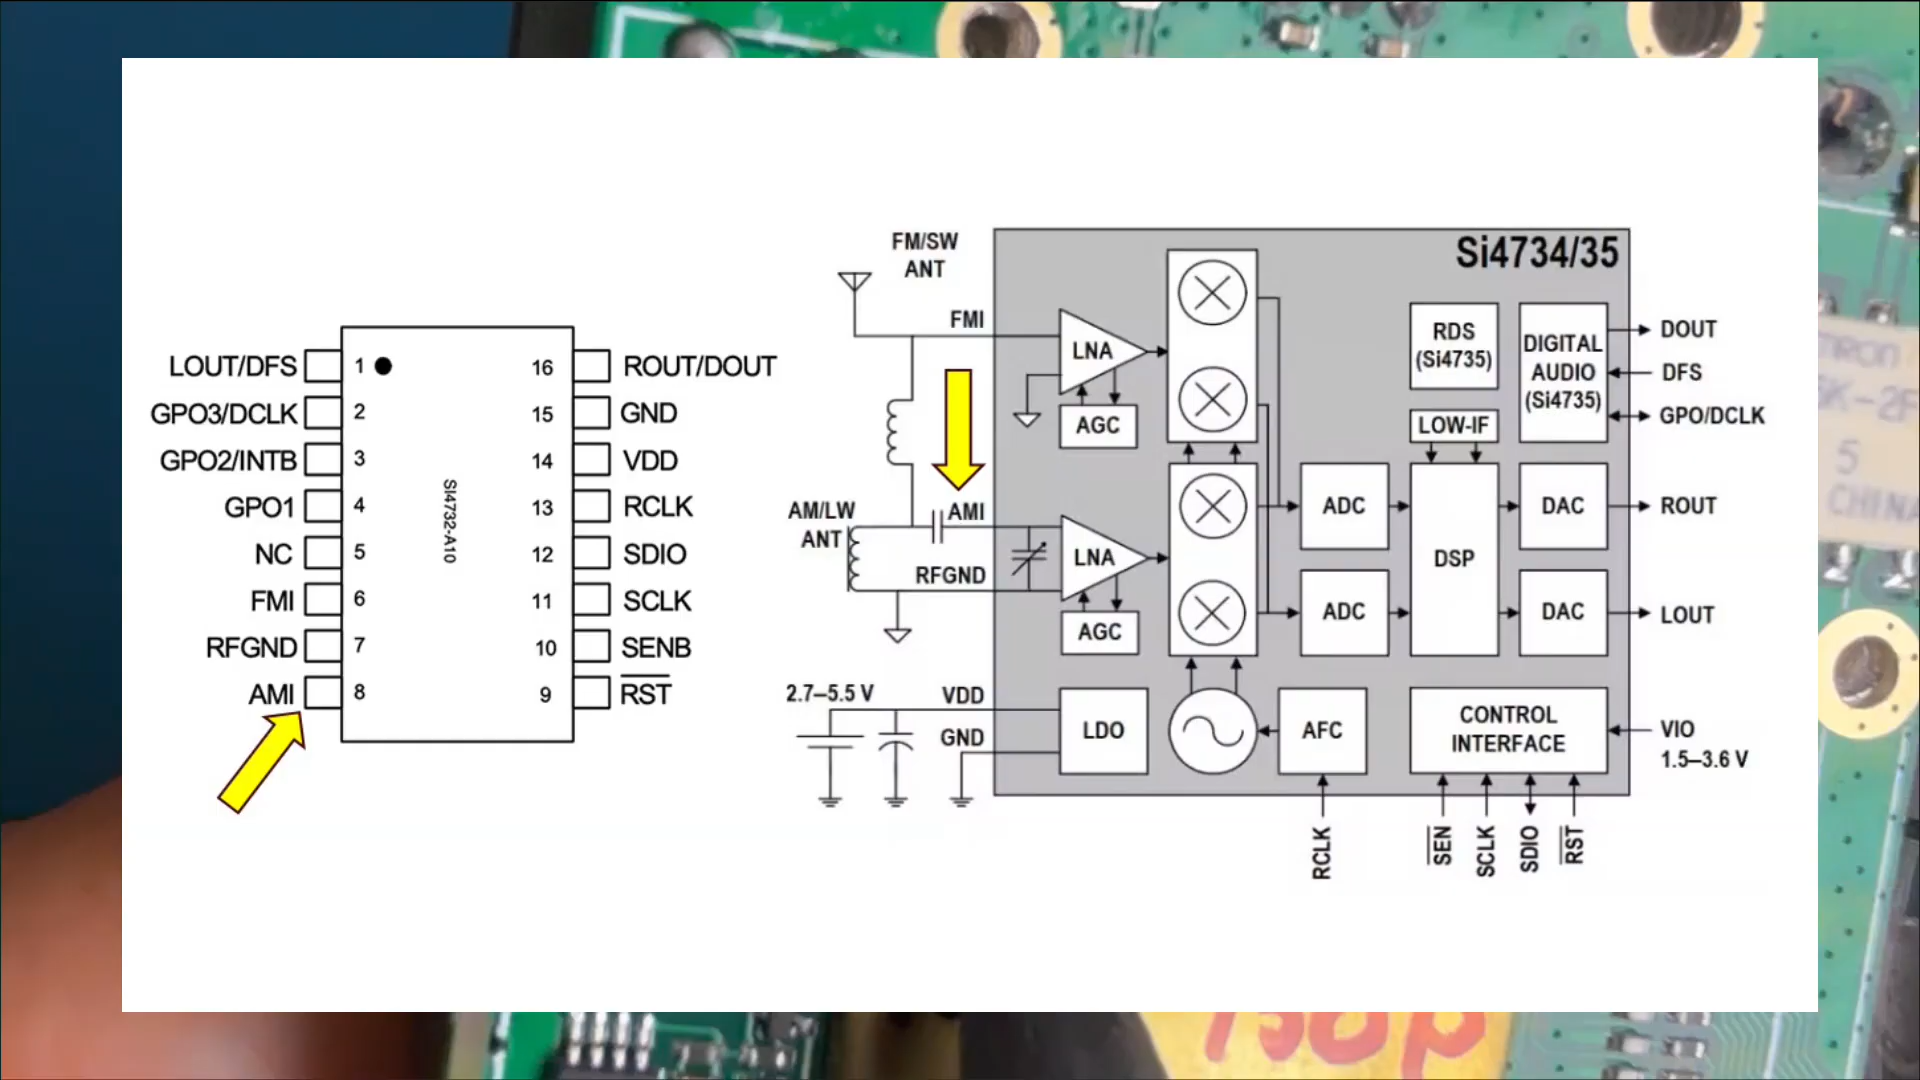 LOUT/DFS
GPO3/DCLK
GPO2/INTB
GPO1
NC
FMI
RFGND
AMI
1
2
3
4
5
6
7
8
SI4732-A10
16
15
14
13
12
11
10
9
ROUT/DOUT
GND
VDD
RCLK
SDIO
SCLK
SENB
RST
Si4734/35
FM/SW
ANT
FMI
LNA
AGC
RDS
(Si4735)
DIGITAL
AUDIO
(Si4735)
DOUT
DFS
GPO/DCLK
LOW-IF
AM/LW
ANT
AMI
RFGND
LNA
AGC
ADC
ADC
DSP
DAC
DAC
ROUT
LOUT
2.7–5.5 V
VDD
GND
LDO
AFC
CONTROL
INTERFACE
VIO
1.5–3.6 V
RCLK
SEN
SCLK
SDIO
RST
5
CHINA